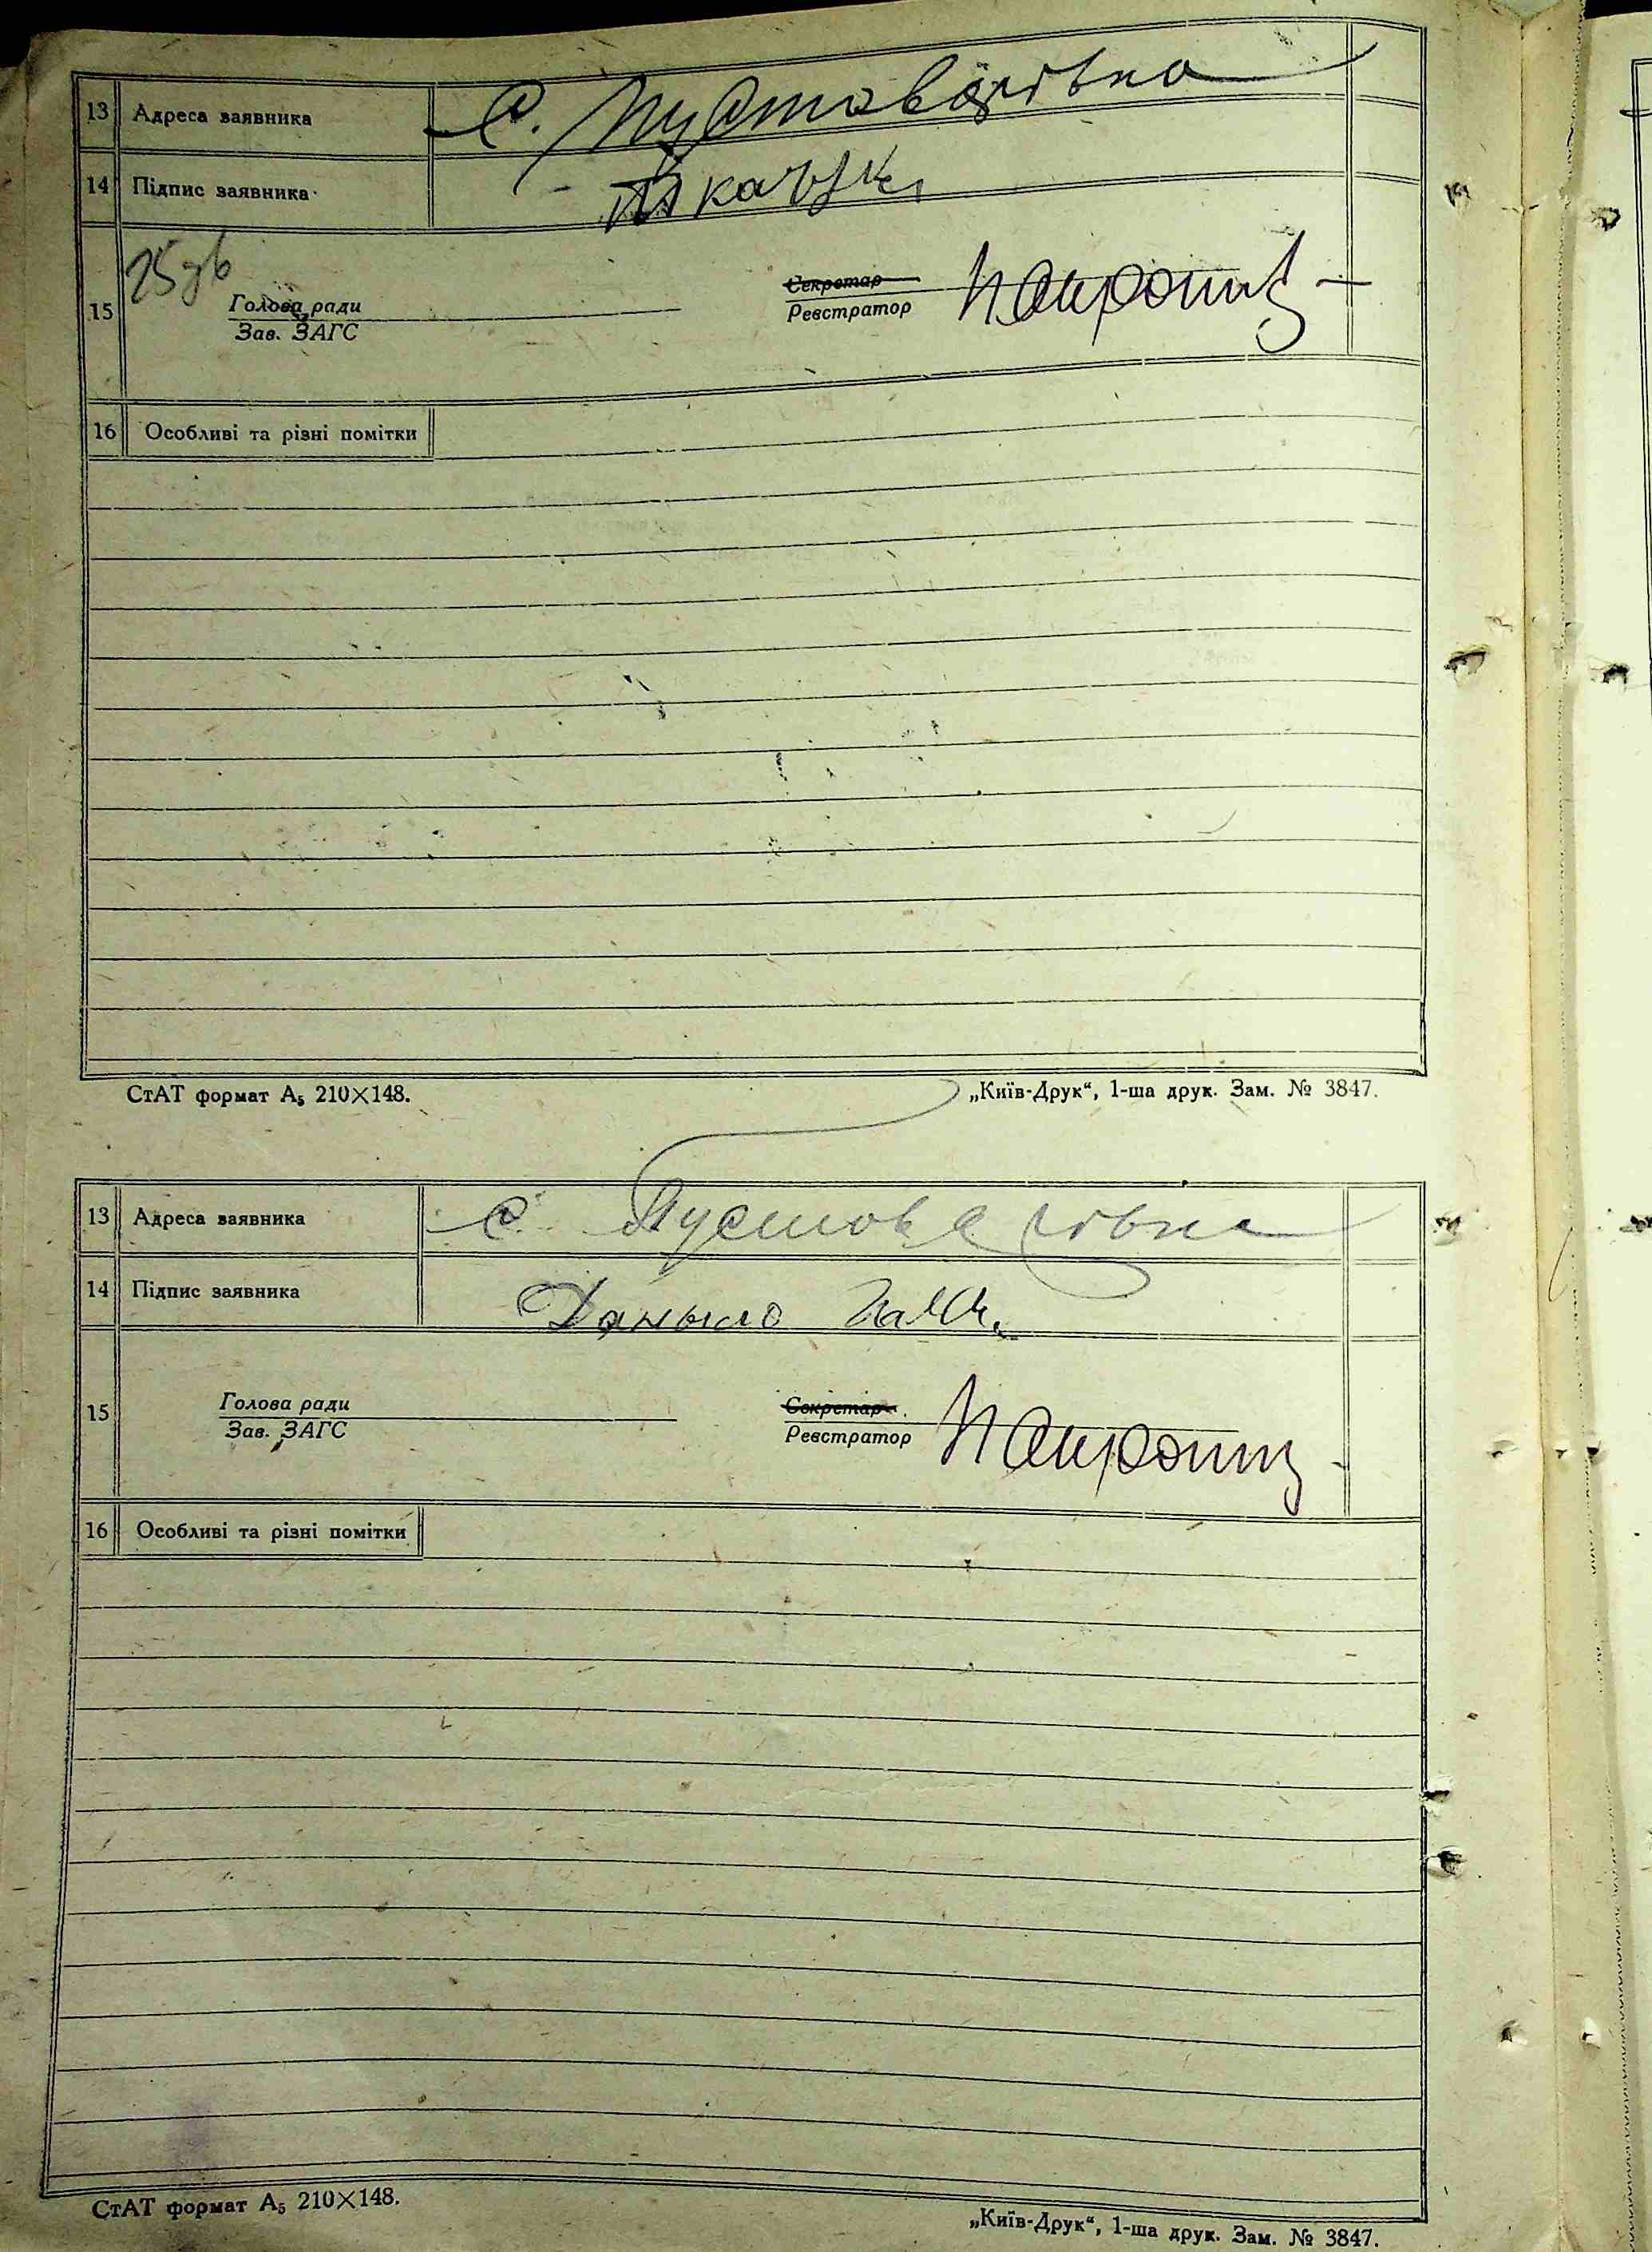 13 Адреса заявника с. Пустоварівка
14 Підпис заявника
15
Голова ради
Зав. ЗАГС
Секретар
Реєстратор
16 Особливі та різні помітки
СтАТ формат А₅ 210×148. „Київ-Друк“, 1-ша друк. Зам. № 3847.
13 Адреса заявника с. Пустоварівка
14 Підпис заявника Даныло
15
Голова ради
Зав. ЗАГС
Секретар
Реєстратор
16 Особливі та різні помітки
СтАТ формат А₅ 210×148. „Київ-Друк“, 1-ша друк. Зам. № 3847.